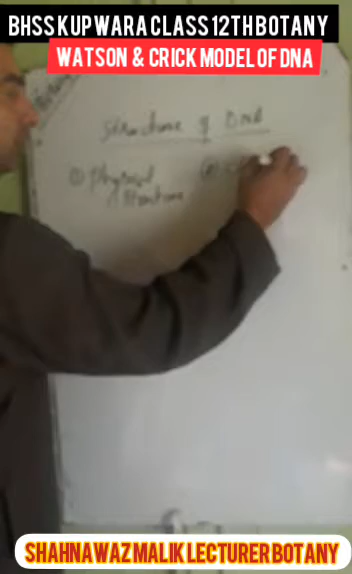 BHSS KUPWARA CLASS 12TH BOTANY
WATSON & CRICK MODEL OF DNA
Structure of DNA
① Physical
Structure
②
SHAHNAWAZ MALIK LECTURER BOTANY